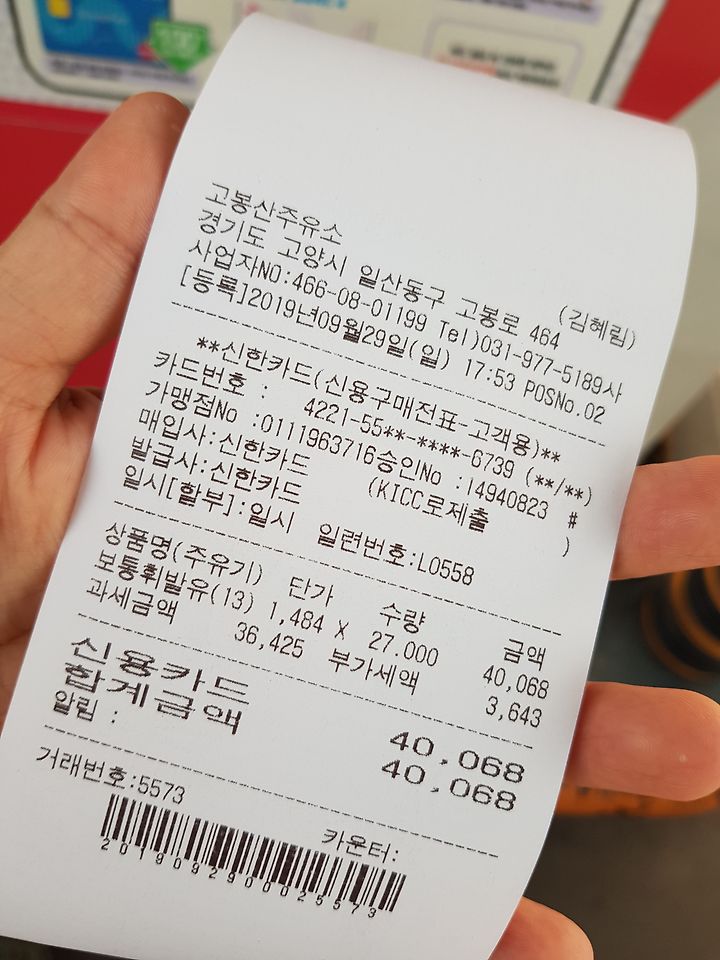 고봉산주유소
(김혜림)
경기도 고양시 일산동구 고봉로 464
사업자NO:466-08-01199 Tel)031-977-5189사
[등록]2019년09월29일(일) 17:53 POSNo.02
**신한카드(신용구매전표-고객용)**
카드번호 : 4221-55**-****-6739 (**/**)
가맹점No :0111963716승인No :14940823 #
매입사:신한카드 (KICC로제출
발급사:신한카드 )
일시[할부]:일시 일련번호:L0558
상품명(주유기) 단가 수량 금액
보통휘발유(13) 1,484 x 27.000 40,068
과세금액 36,425 부가세액 3,643
신용카드 40,068
합계금액 40,068
알림 :
거래번호:5573 카운터:
20190929000025573